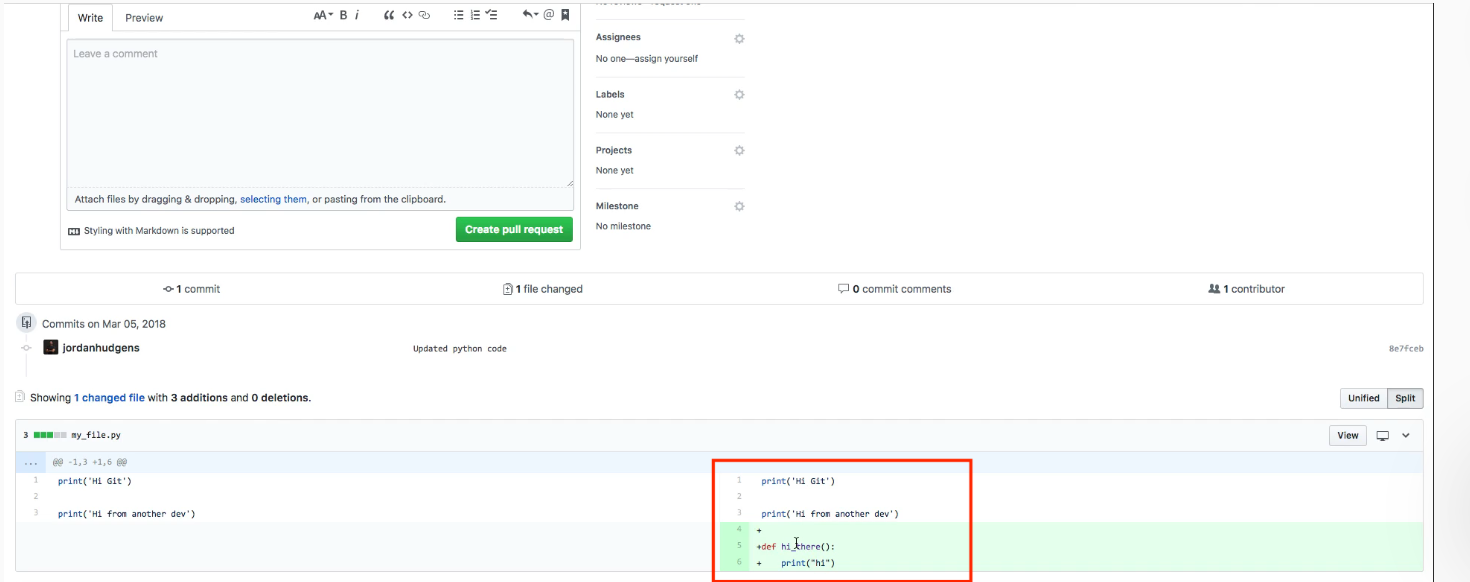 Write Preview AA B i
Leave a comment
Attach files by dragging & dropping, selecting them, or pasting from the clipboard.
Styling with Markdown is supported
Create pull request
Assignees
No one—assign yourself
Labels
None yet
Projects
None yet
Milestone
No milestone
1 commit 1 file changed 0 commit comments 1 contributor
Commits on Mar 05, 2018
jordanhudgens Updated python code 8e7fceb
Showing 1 changed file with 3 additions and 0 deletions.
Unified Split
3 my_file.py View
... @@ -1,3 +1,6 @@
1 print('Hi Git') 1 print('Hi Git')
2 2
3 print('Hi from another dev') 3 print('Hi from another dev')
4 +
5 +def hi_there():
6 + print("hi")